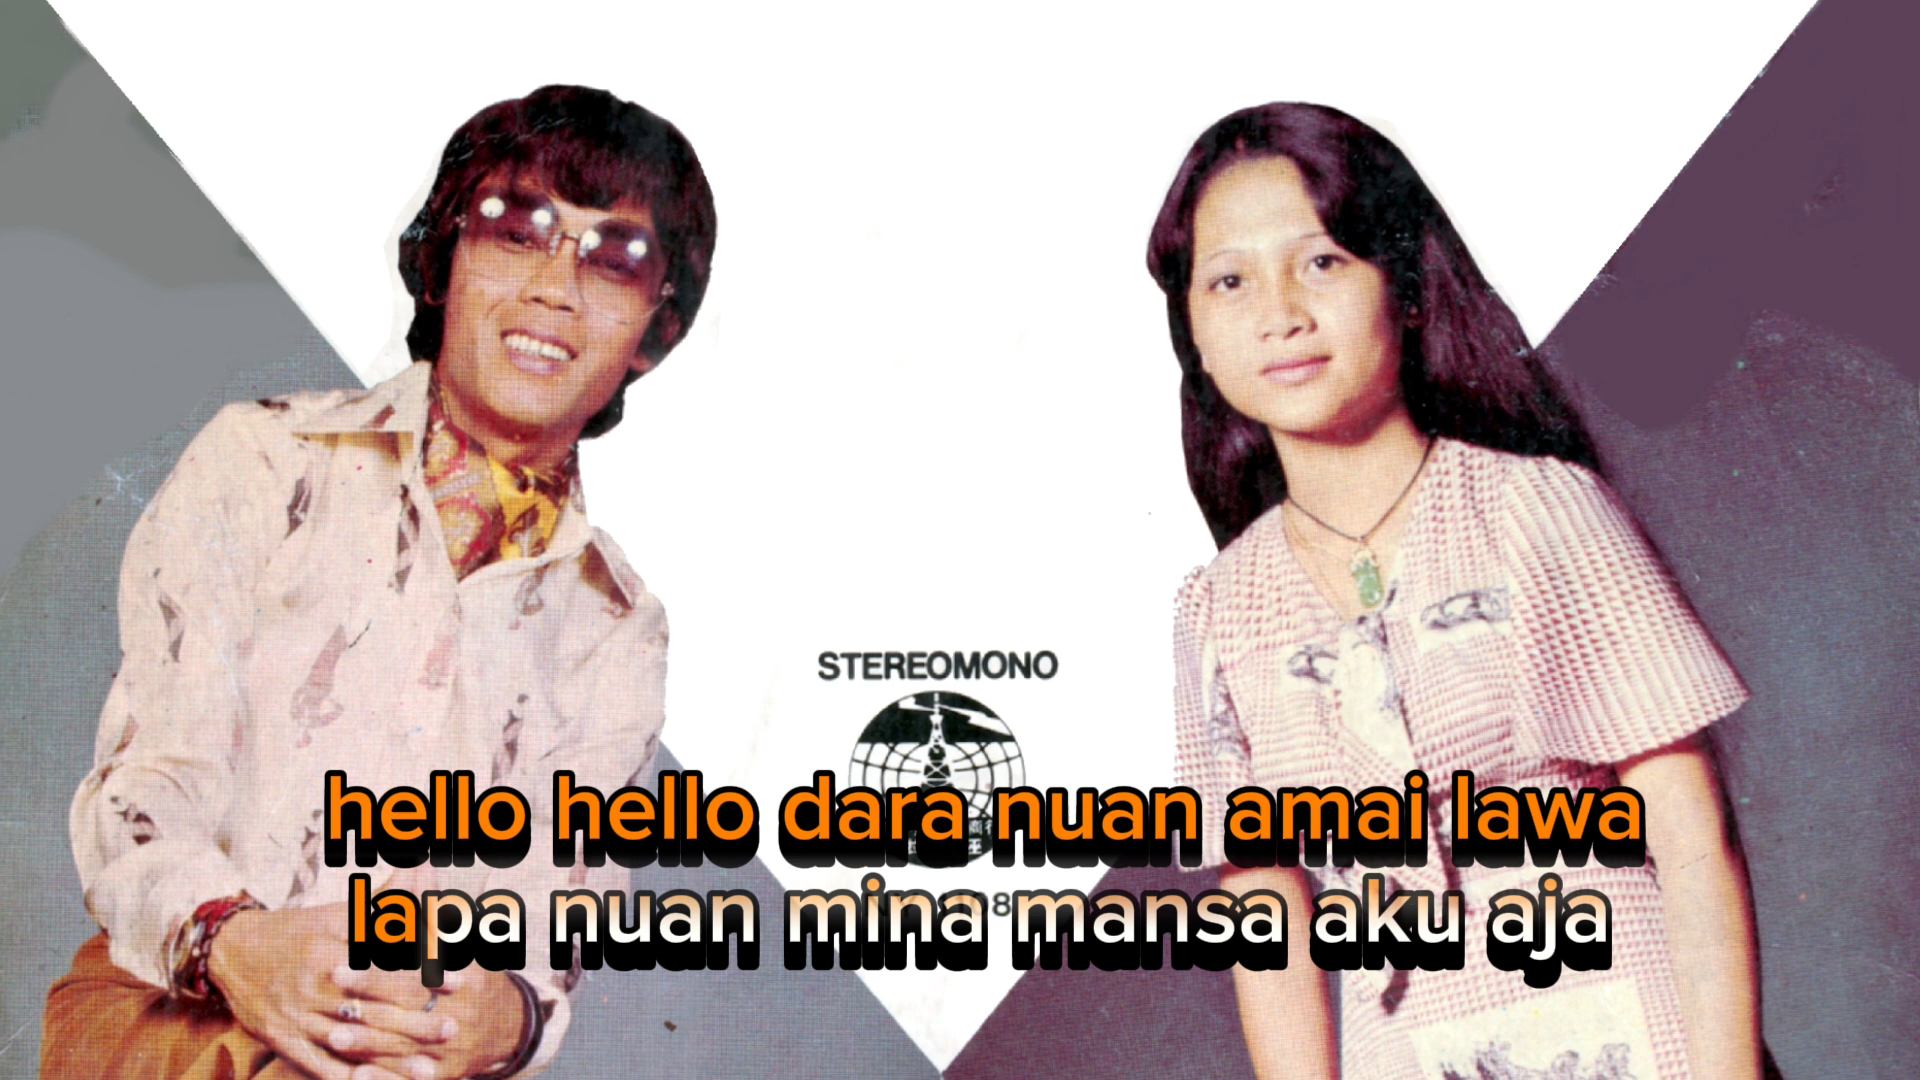 STEREOMONO
hello hello dara nuan amai lawa
lapa nuan mina mansa aku aja